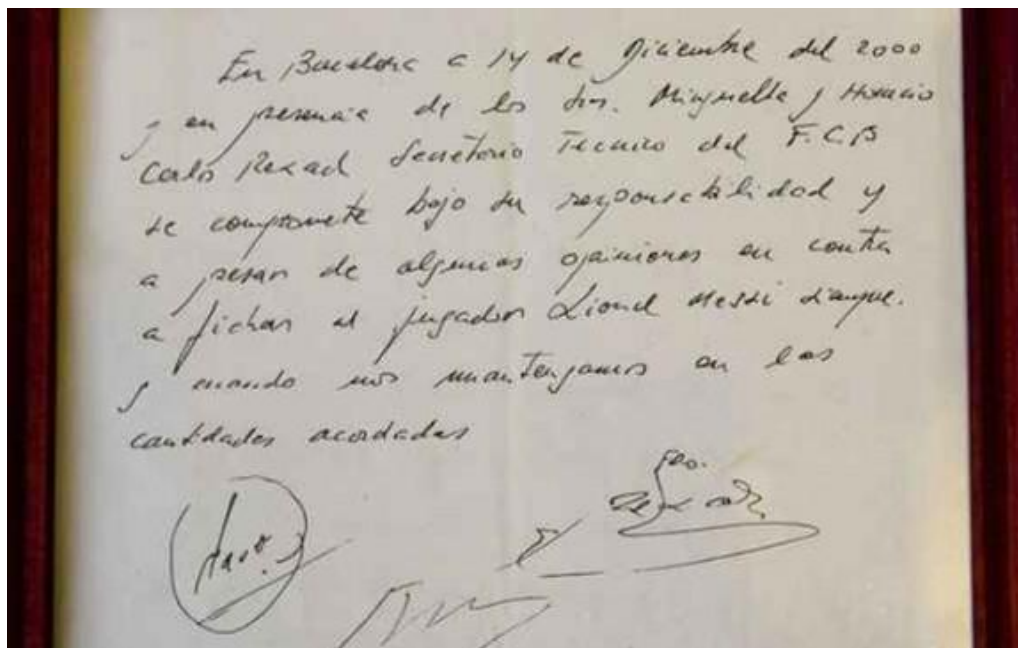 En Barcelona a 14 de Diciembre del 2000
y en presencia de los Srs. Minguella y Horacio
Carlos Rexach Secretario Tecnico del F.C.B
se compromete bajo su responsabilidad y
a pesar de algunas opiniones en contra
a fichar al jugador Lionel Messi siempre
y cuando nos mantengamos en las
cantidades acordadas
Fdo.